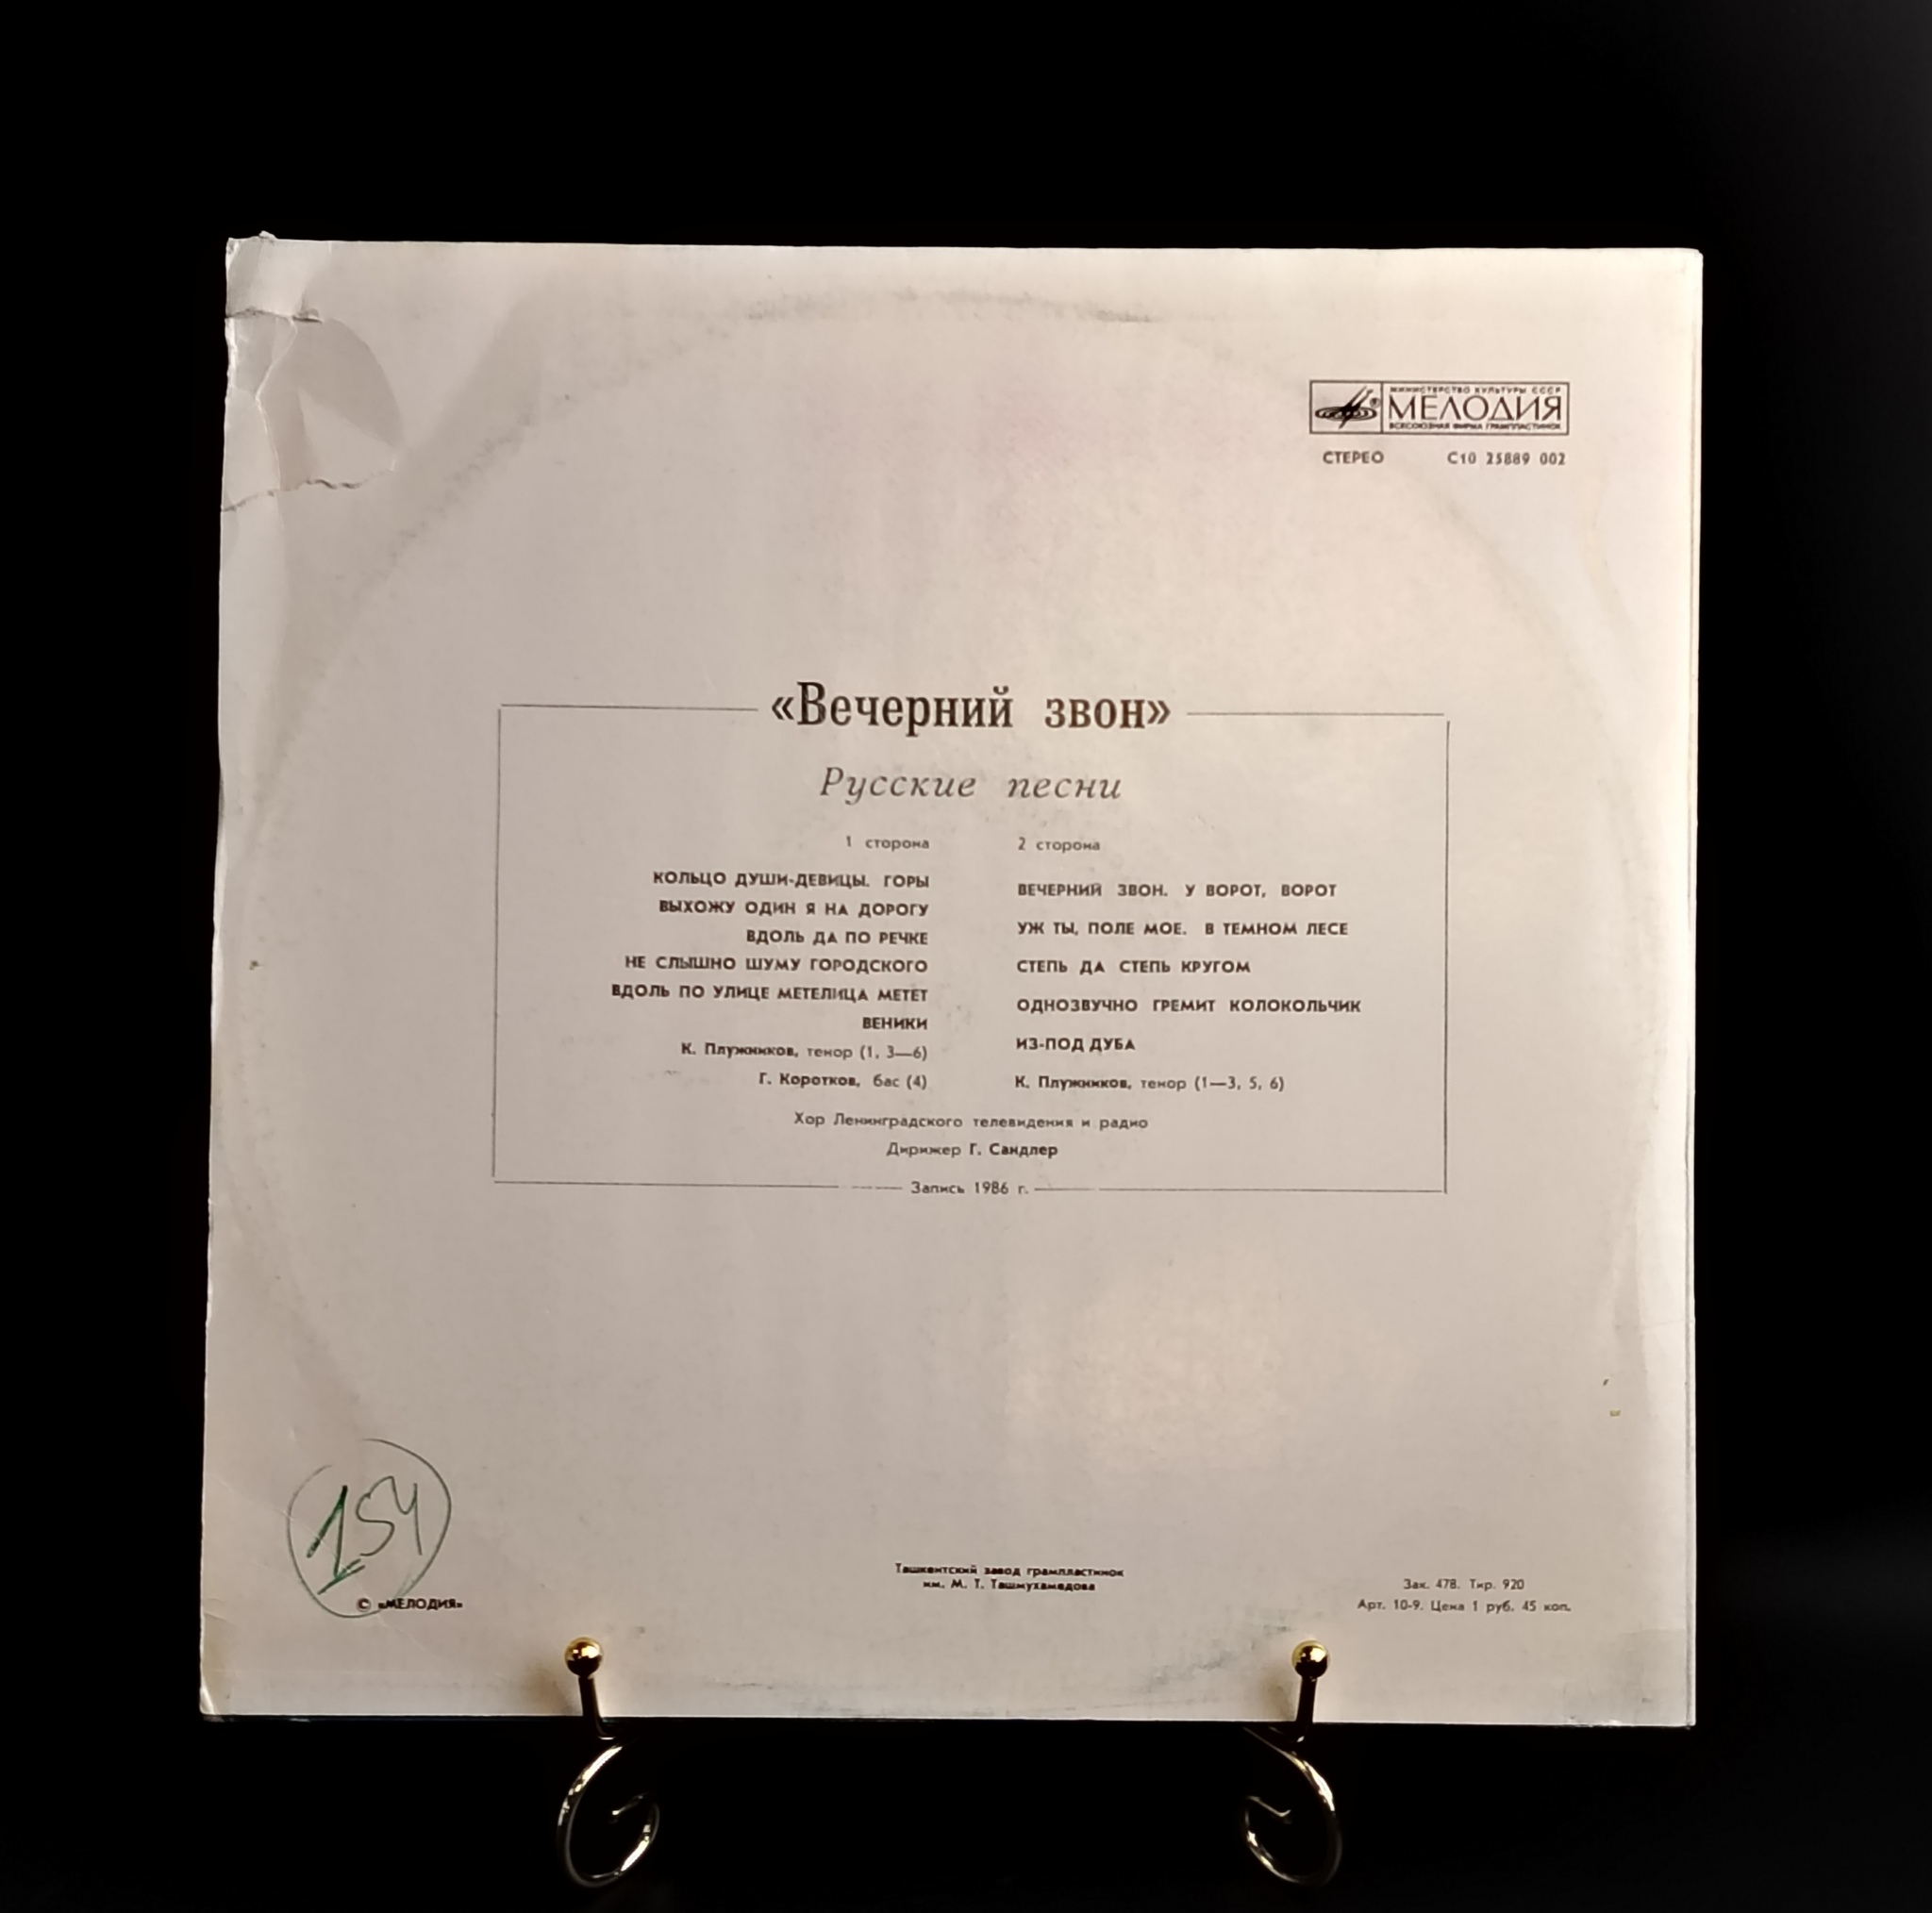 МИНИСТЕРСТВО КУЛЬТУРЫ СССР
МЕЛОДИЯ
ВСЕСОЮЗНАЯ ФИРМА ГРАМПЛАСТИНОК
СТЕРЕО С10 25889 002
«Вечерний звон»
Русские песни
1 сторона
КОЛЬЦО ДУШИ-ДЕВИЦЫ. ГОРЫ
ВЫХОЖУ ОДИН Я НА ДОРОГУ
ВДОЛЬ ДА ПО РЕЧКЕ
НЕ СЛЫШНО ШУМУ ГОРОДСКОГО
ВДОЛЬ ПО УЛИЦЕ МЕТЕЛИЦА МЕТЕТ
ВЕНИКИ
К. Плужников, тенор (1, 3—6)
Г. Коротков, бас (4)
2 сторона
ВЕЧЕРНИЙ ЗВОН. У ВОРОТ, ВОРОТ
УЖ ТЫ, ПОЛЕ МОЕ. В ТЕМНОМ ЛЕСЕ
СТЕПЬ ДА СТЕПЬ КРУГОМ
ОДНОЗВУЧНО ГРЕМИТ КОЛОКОЛЬЧИК
ИЗ-ПОД ДУБА
К. Плужников, тенор (1—3, 5, 6)
Хор Ленинградского телевидения и радио
Дирижер Г. Сандлер
Запись 1986 г.
154
© «МЕЛОДИЯ»
Ташкентский завод грампластинок
им. М. Т. Ташмухамедова
Зак. 478. Тир. 920
Арт. 10-9. Цена 1 руб. 45 коп.